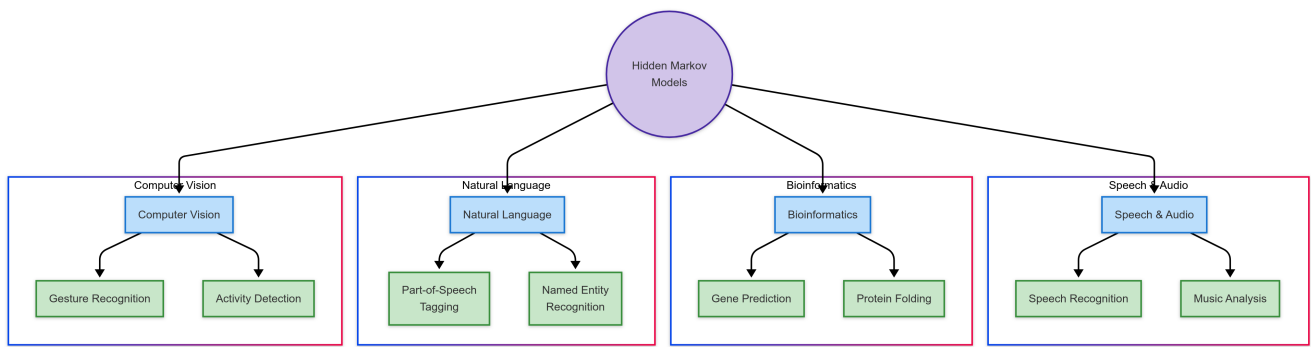 Hidden Markov
Models
Computer Vision
Natural Language
Bioinformatics
Speech & Audio
Computer Vision
Natural Language
Bioinformatics
Speech & Audio
Gesture Recognition
Activity Detection
Part-of-Speech
Tagging
Named Entity
Recognition
Gene Prediction
Protein Folding
Speech Recognition
Music Analysis